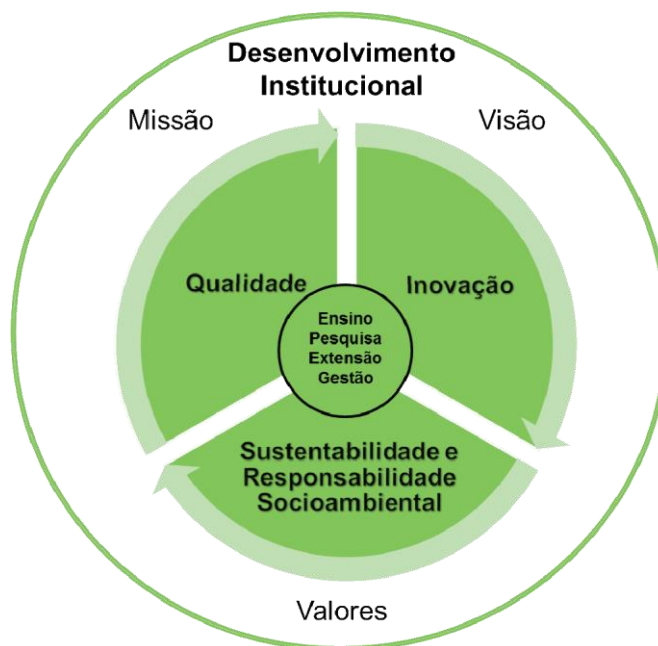 Desenvolvimento
Institucional
Missão
Visão
Qualidade
Inovação
Ensino
Pesquisa
Extensão
Gestão
Sustentabilidade e
Responsabilidade
Socioambiental
Valores